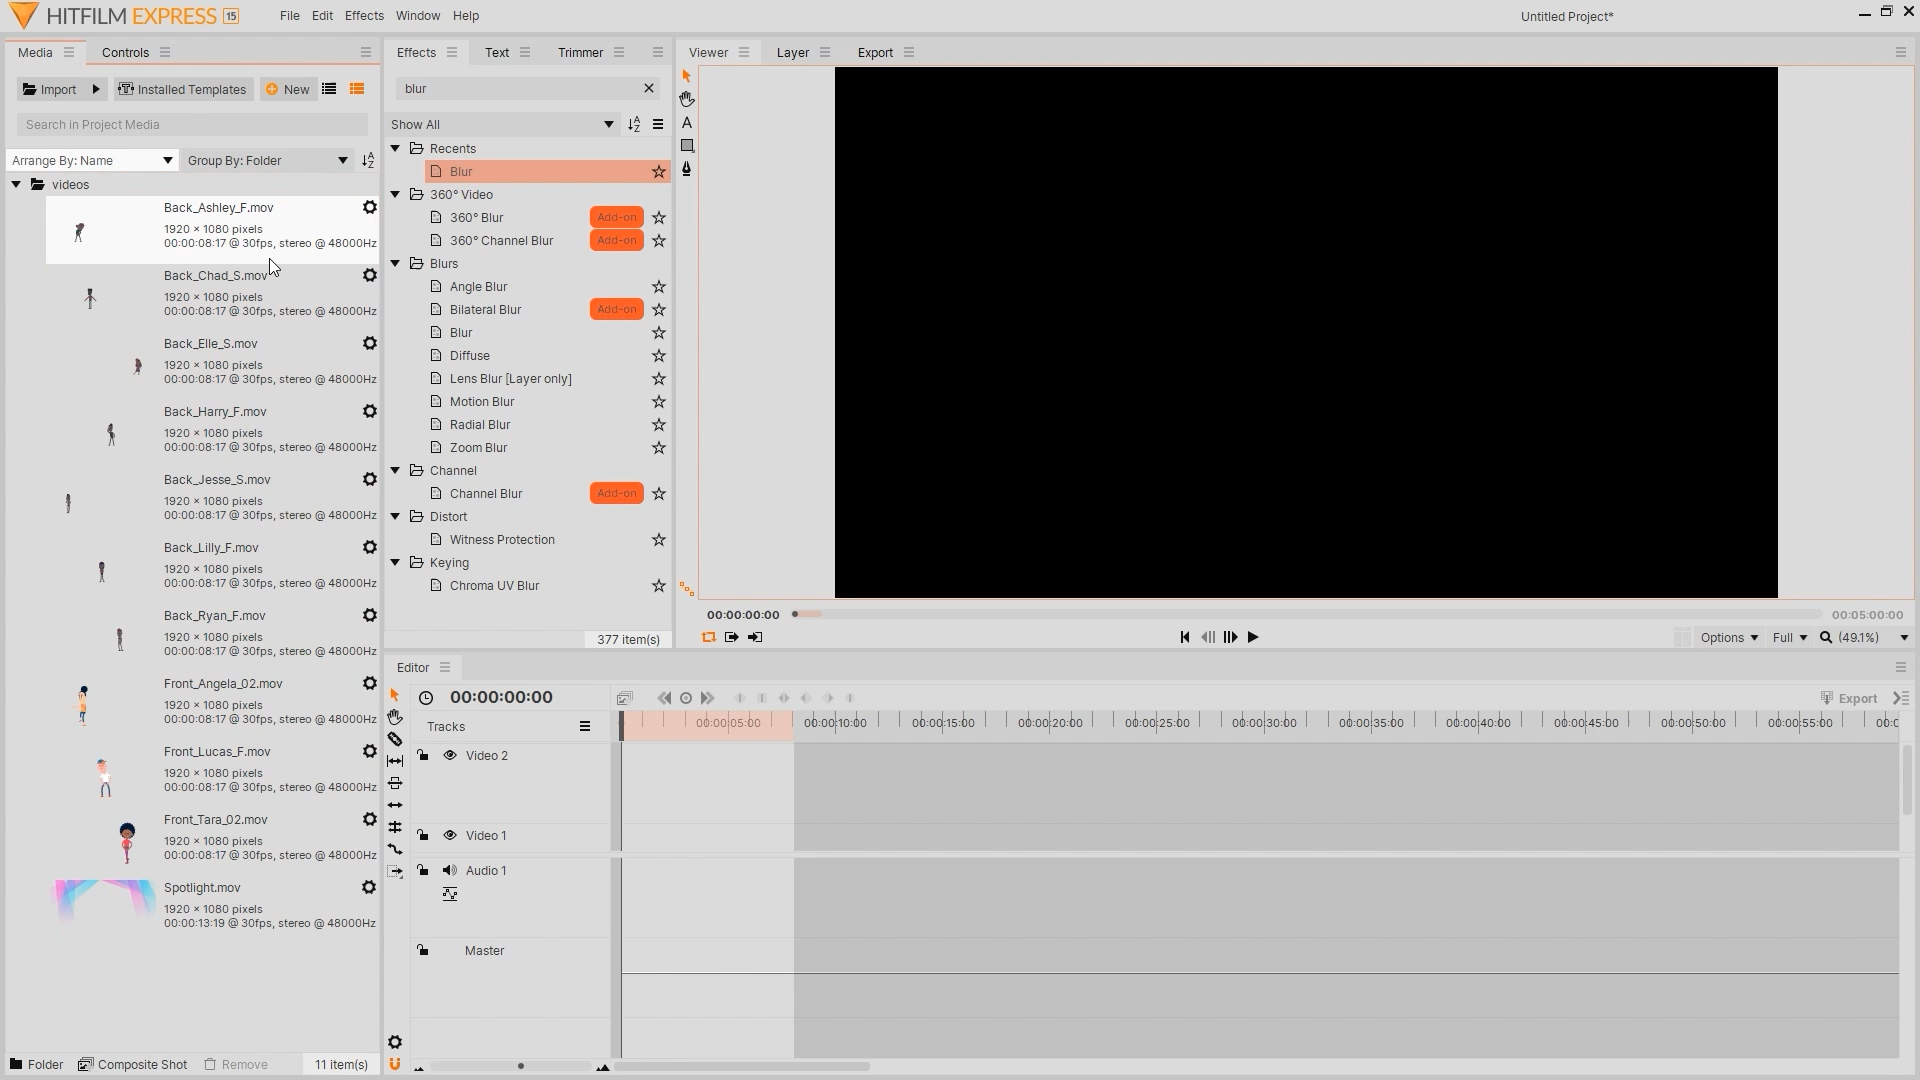 HITFILM EXPRESS 15
File Edit Effects Window Help
Untitled Project*
Media
Controls
Import
Installed Templates
New
Search in Project Media
Arrange By: Name
Group By: Folder
videos
Back_Ashley_F.mov
1920 × 1080 pixels
00:00:08:17 @ 30fps, stereo @ 48000Hz
Back_Chad_S.mov
1920 × 1080 pixels
00:00:08:17 @ 30fps, stereo @ 48000Hz
Back_Elle_S.mov
1920 × 1080 pixels
00:00:08:17 @ 30fps, stereo @ 48000Hz
Back_Harry_F.mov
1920 × 1080 pixels
00:00:08:17 @ 30fps, stereo @ 48000Hz
Back_Jesse_S.mov
1920 × 1080 pixels
00:00:08:17 @ 30fps, stereo @ 48000Hz
Back_Lilly_F.mov
1920 × 1080 pixels
00:00:08:17 @ 30fps, stereo @ 48000Hz
Back_Ryan_F.mov
1920 × 1080 pixels
00:00:08:17 @ 30fps, stereo @ 48000Hz
Front_Angela_02.mov
1920 × 1080 pixels
00:00:08:17 @ 30fps, stereo @ 48000Hz
Front_Lucas_F.mov
1920 × 1080 pixels
00:00:08:17 @ 30fps, stereo @ 48000Hz
Front_Tara_02.mov
1920 × 1080 pixels
00:00:08:17 @ 30fps, stereo @ 48000Hz
Spotlight.mov
1920 × 1080 pixels
00:00:13:19 @ 30fps, stereo @ 48000Hz
Folder
Composite Shot
Remove
11 item(s)
Effects
Text
Trimmer
blur
Show All
Recents
Blur
360° Video
360° Blur Add-on
360° Channel Blur Add-on
Blurs
Angle Blur
Bilateral Blur Add-on
Blur
Diffuse
Lens Blur [Layer only]
Motion Blur
Radial Blur
Zoom Blur
Channel
Channel Blur Add-on
Distort
Witness Protection
Keying
Chroma UV Blur
377 item(s)
Viewer
Layer
Export
A
00:00:00:00
00:05:00:00
Options
Full
(49.1%)
Editor
00:00:00:00
Export
Tracks
00:00:05:00 00:00:10:00 00:00:15:00 00:00:20:00 00:00:25:00 00:00:30:00 00:00:35:00 00:00:40:00 00:00:45:00 00:00:50:00 00:00:55:00
Video 2
Video 1
Audio 1
Master